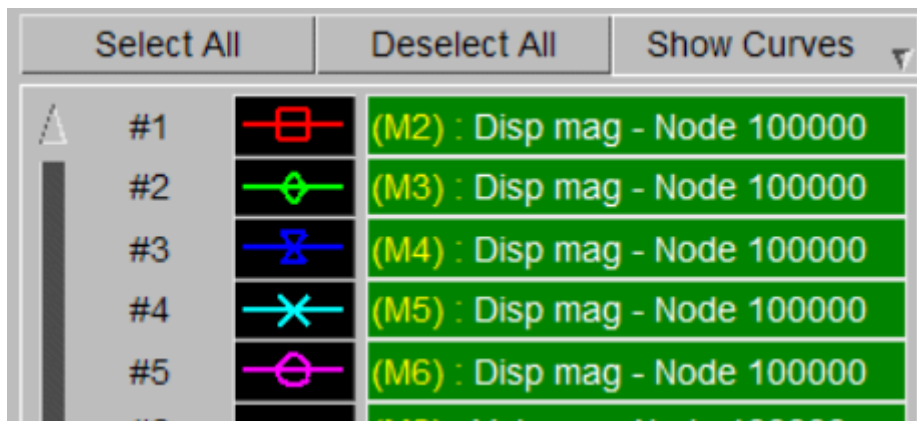 Select All Deselect All Show Curves
#1 (M2) : Disp mag - Node 100000
#2 (M3) : Disp mag - Node 100000
#3 (M4) : Disp mag - Node 100000
#4 (M5) : Disp mag - Node 100000
#5 (M6) : Disp mag - Node 100000